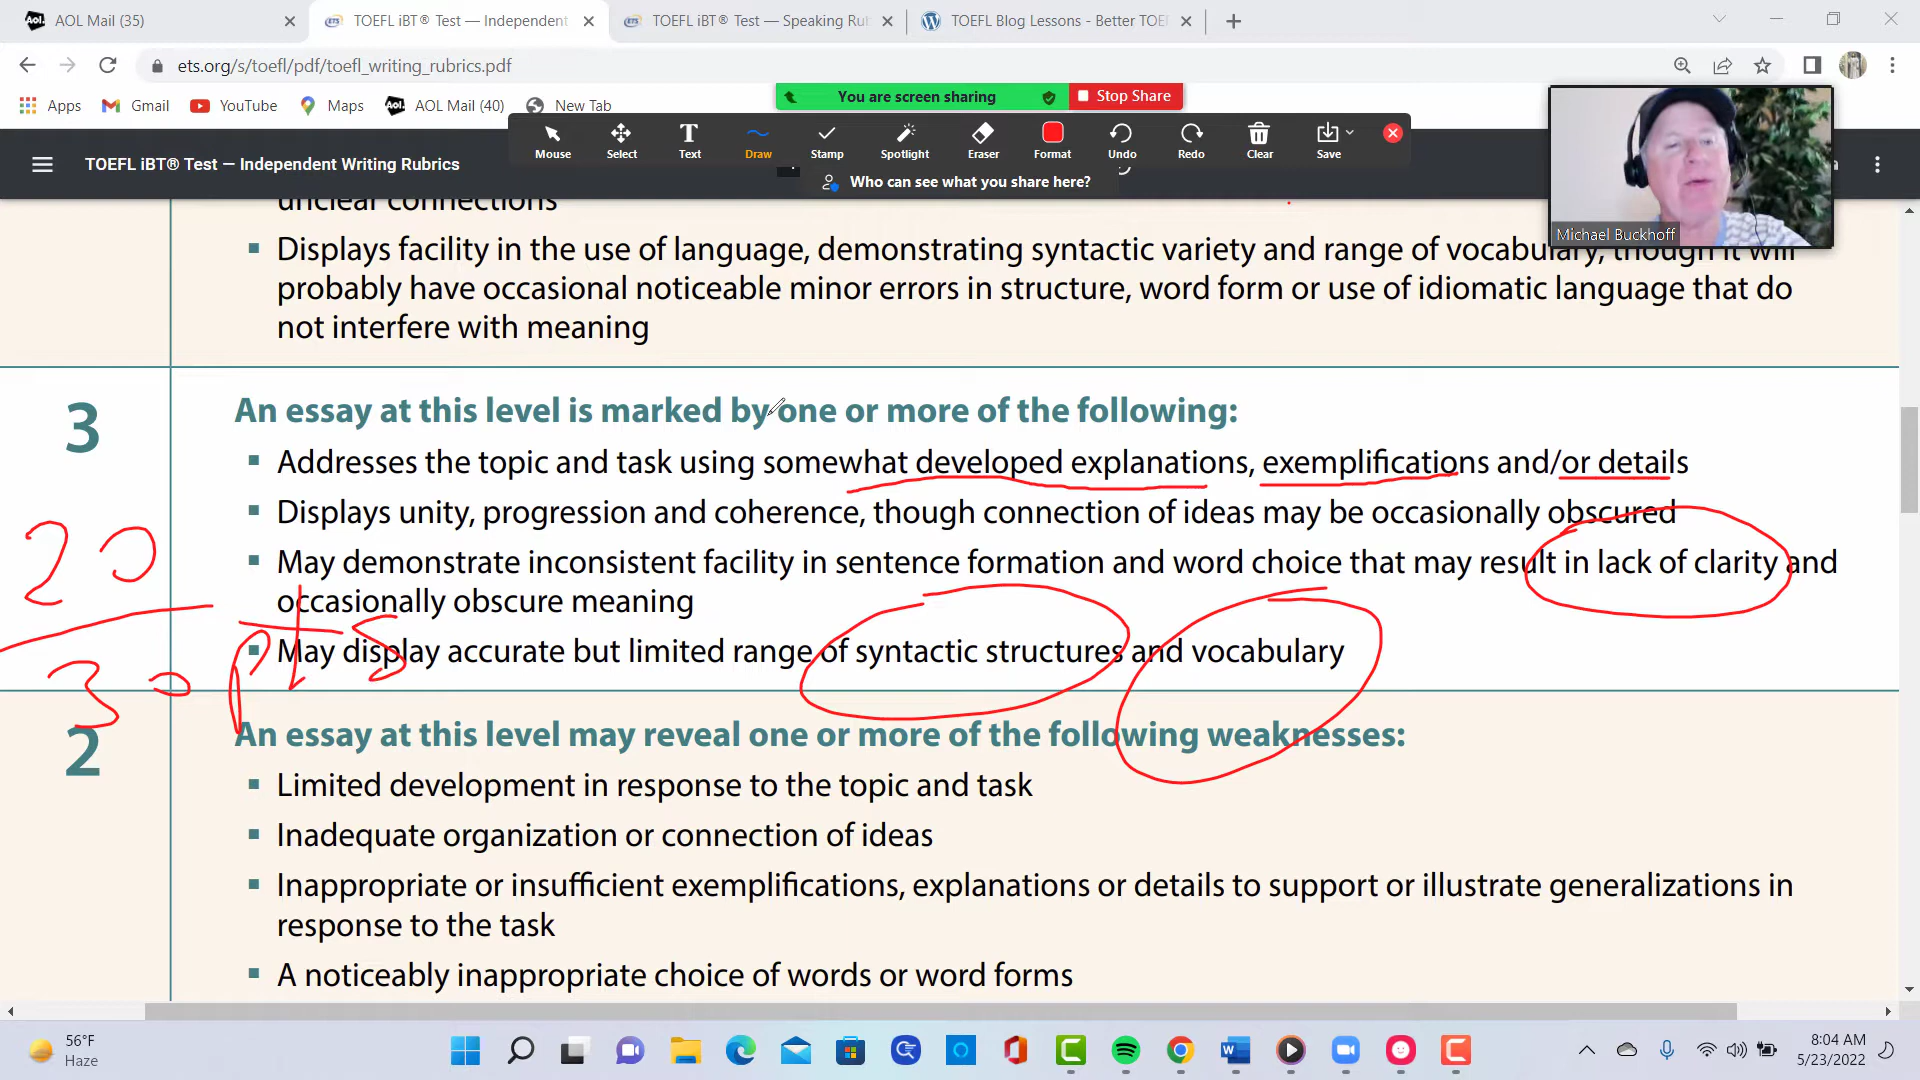 AOL Mail (35)
TOEFL iBT® Test — Independent
TOEFL iBT® Test — Speaking Ru
TOEFL Blog Lessons - Better TOE
ets.org/s/toefl/pdf/toefl_writing_rubrics.pdf
Apps
Gmail
YouTube
Maps
Aol.
AOL Mail (40)
New Tab
You are screen sharing
Stop Share
Mouse
Select
Text
Draw
Stamp
Spotlight
Eraser
Format
Undo
Redo
Clear
Save
Who can see what you share here?
TOEFL iBT® Test — Independent Writing Rubrics
Michael Buckhoff
unclear connections
Displays facility in the use of language, demonstrating syntactic variety and range of vocabulary, though it will
probably have occasional noticeable minor errors in structure, word form or use of idiomatic language that do
not interfere with meaning
3
An essay at this level is marked by one or more of the following:
Addresses the topic and task using somewhat developed explanations, exemplifications and/or details
Displays unity, progression and coherence, though connection of ideas may be occasionally obscured
May demonstrate inconsistent facility in sentence formation and word choice that may result in lack of clarity and
occasionally obscure meaning
May display accurate but limited range of syntactic structures and vocabulary
20
30 pts
2
An essay at this level may reveal one or more of the following weaknesses:
Limited development in response to the topic and task
Inadequate organization or connection of ideas
Inappropriate or insufficient exemplifications, explanations or details to support or illustrate generalizations in
response to the task
A noticeably inappropriate choice of words or word forms
56°F
Haze
8:04 AM
5/23/2022